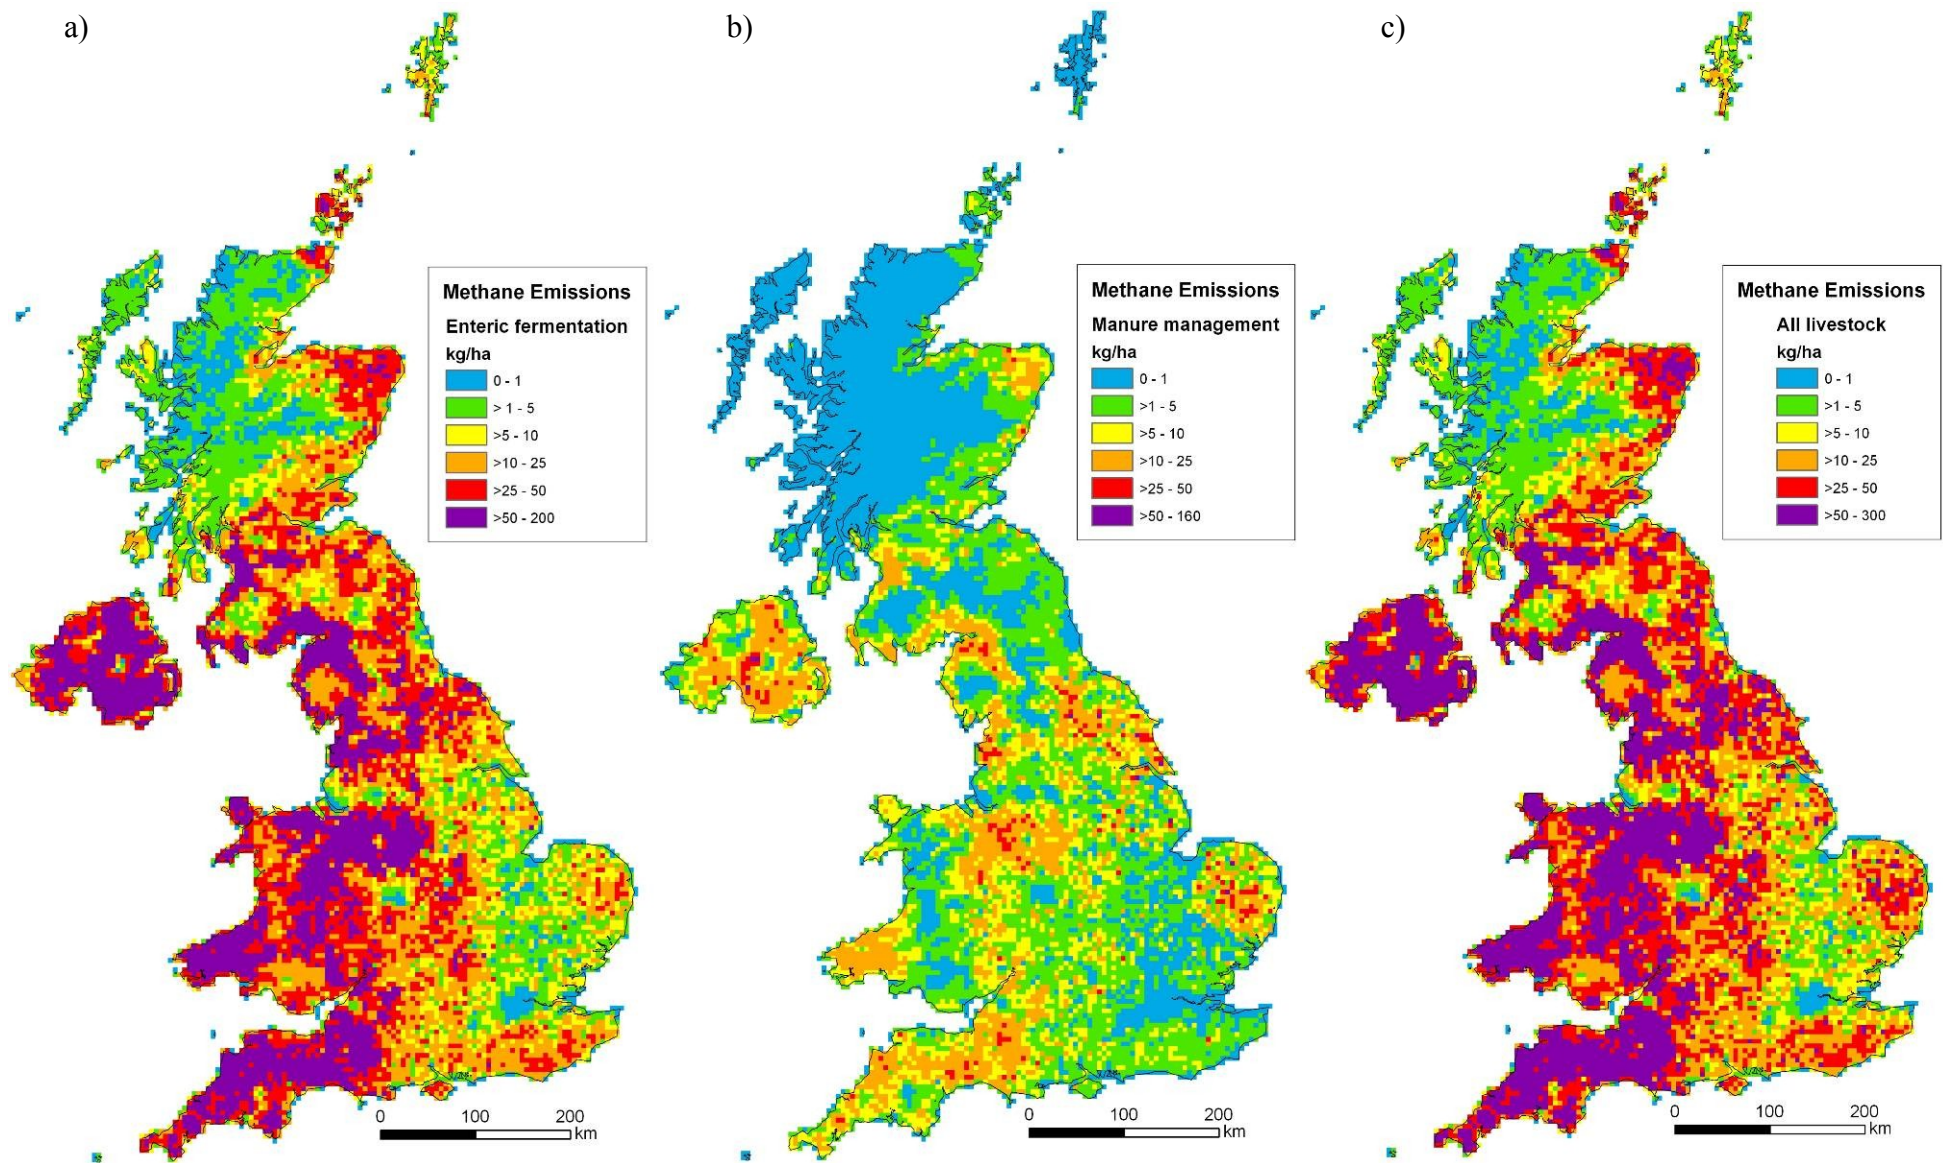 a)
b)
c)
Methane Emissions
Enteric fermentation
kg/ha
0 - 1
> 1 - 5
>5 - 10
>10 - 25
>25 - 50
>50 - 200
0 100 200
km
Methane Emissions
Manure management
kg/ha
0 - 1
>1 - 5
>5 - 10
>10 - 25
>25 - 50
>50 - 160
0 100 200
km
Methane Emissions
All livestock
kg/ha
0 - 1
>1 - 5
>5 - 10
>10 - 25
>25 - 50
>50 - 300
0 100 200
km